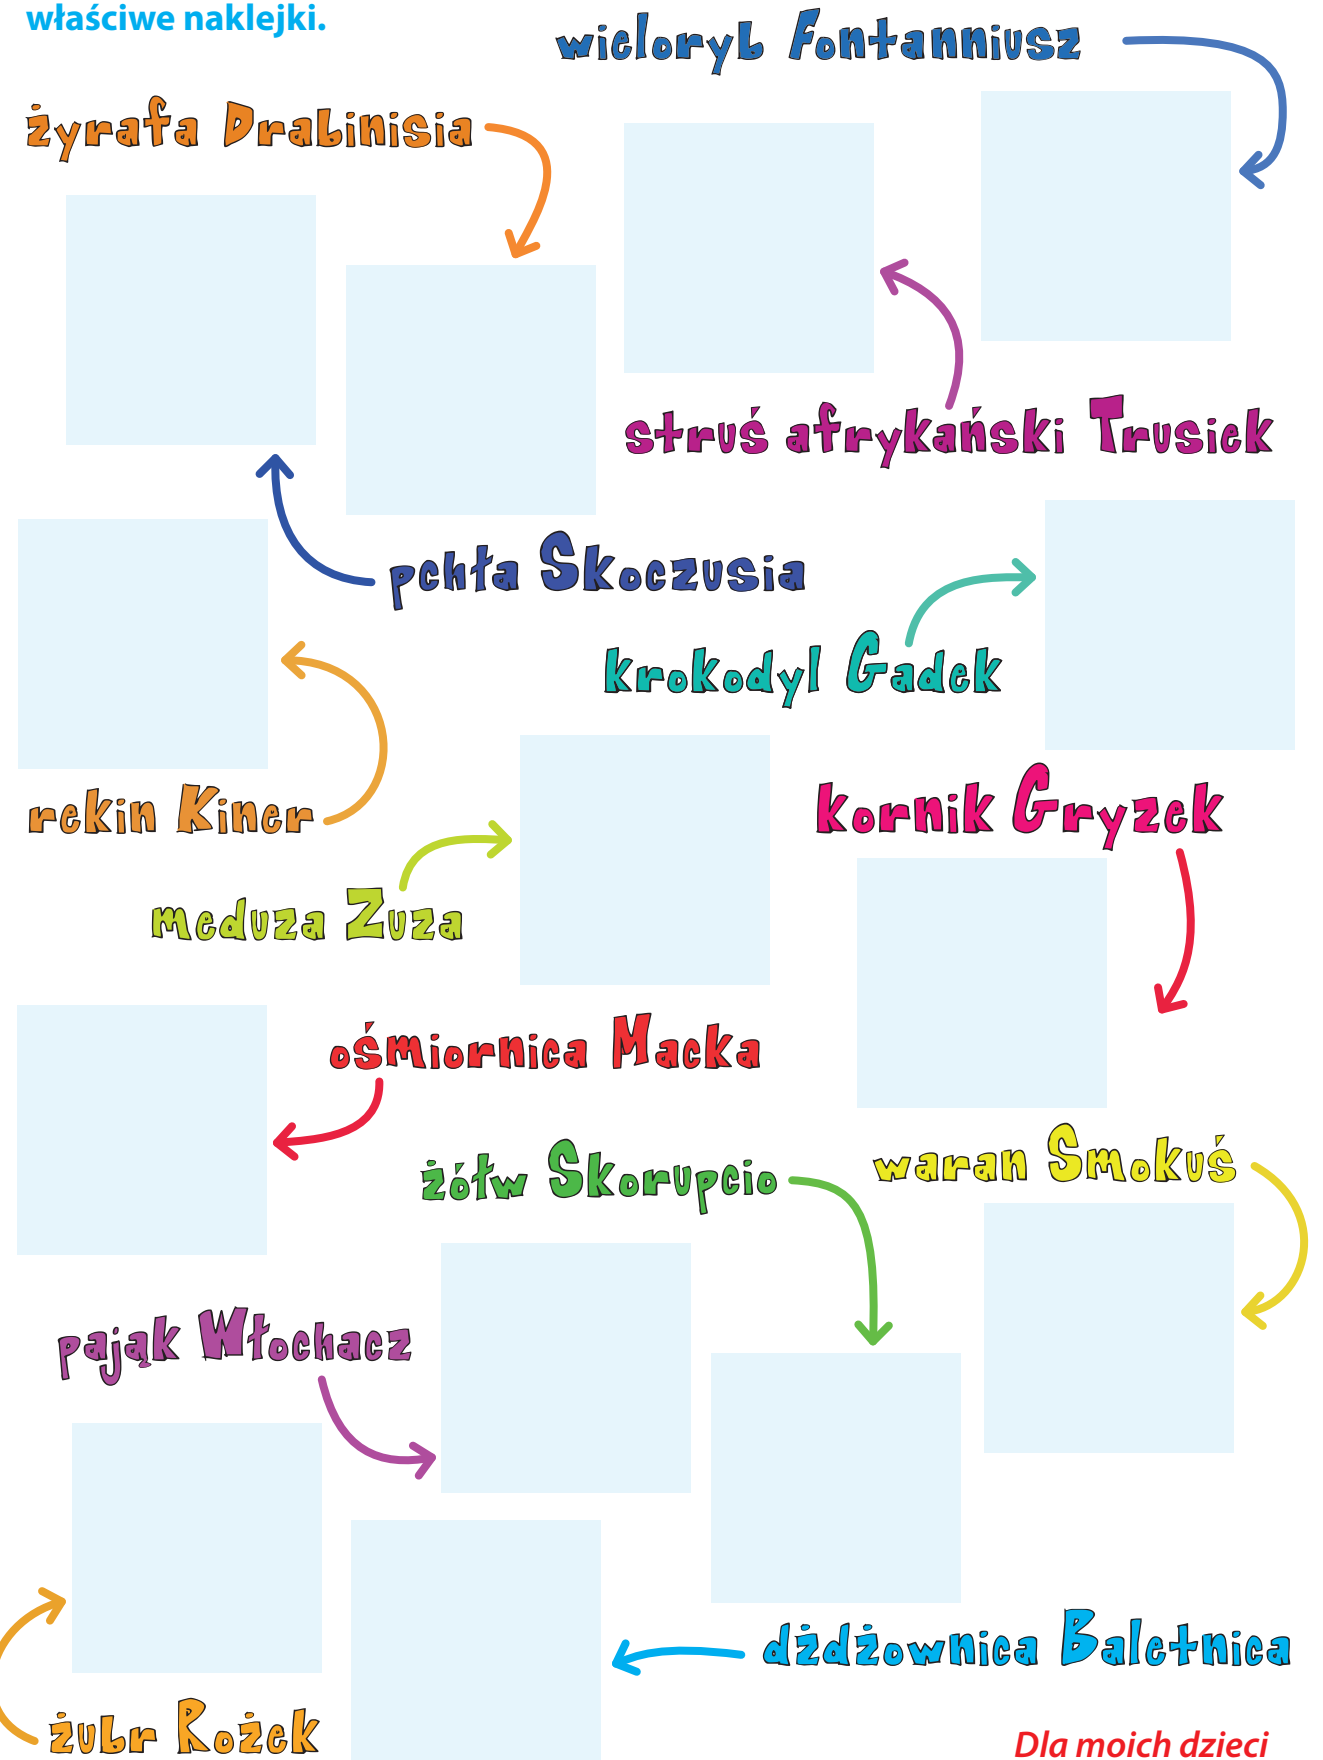 właściwe naklejki.
wieloryb Fontanniusz
żyrafa Drabinisia
struś afrykański Trusiek
pchła Skoczusia
krokodyl Gadek
rekin Kiner
kornik Gryzek
meduza Zuza
ośmiornica Macka
żółw Skorupcio
waran Smokuś
pająk Włochacz
dżdżownica Baletnica
żubr Rożek
Dla moich dzieci